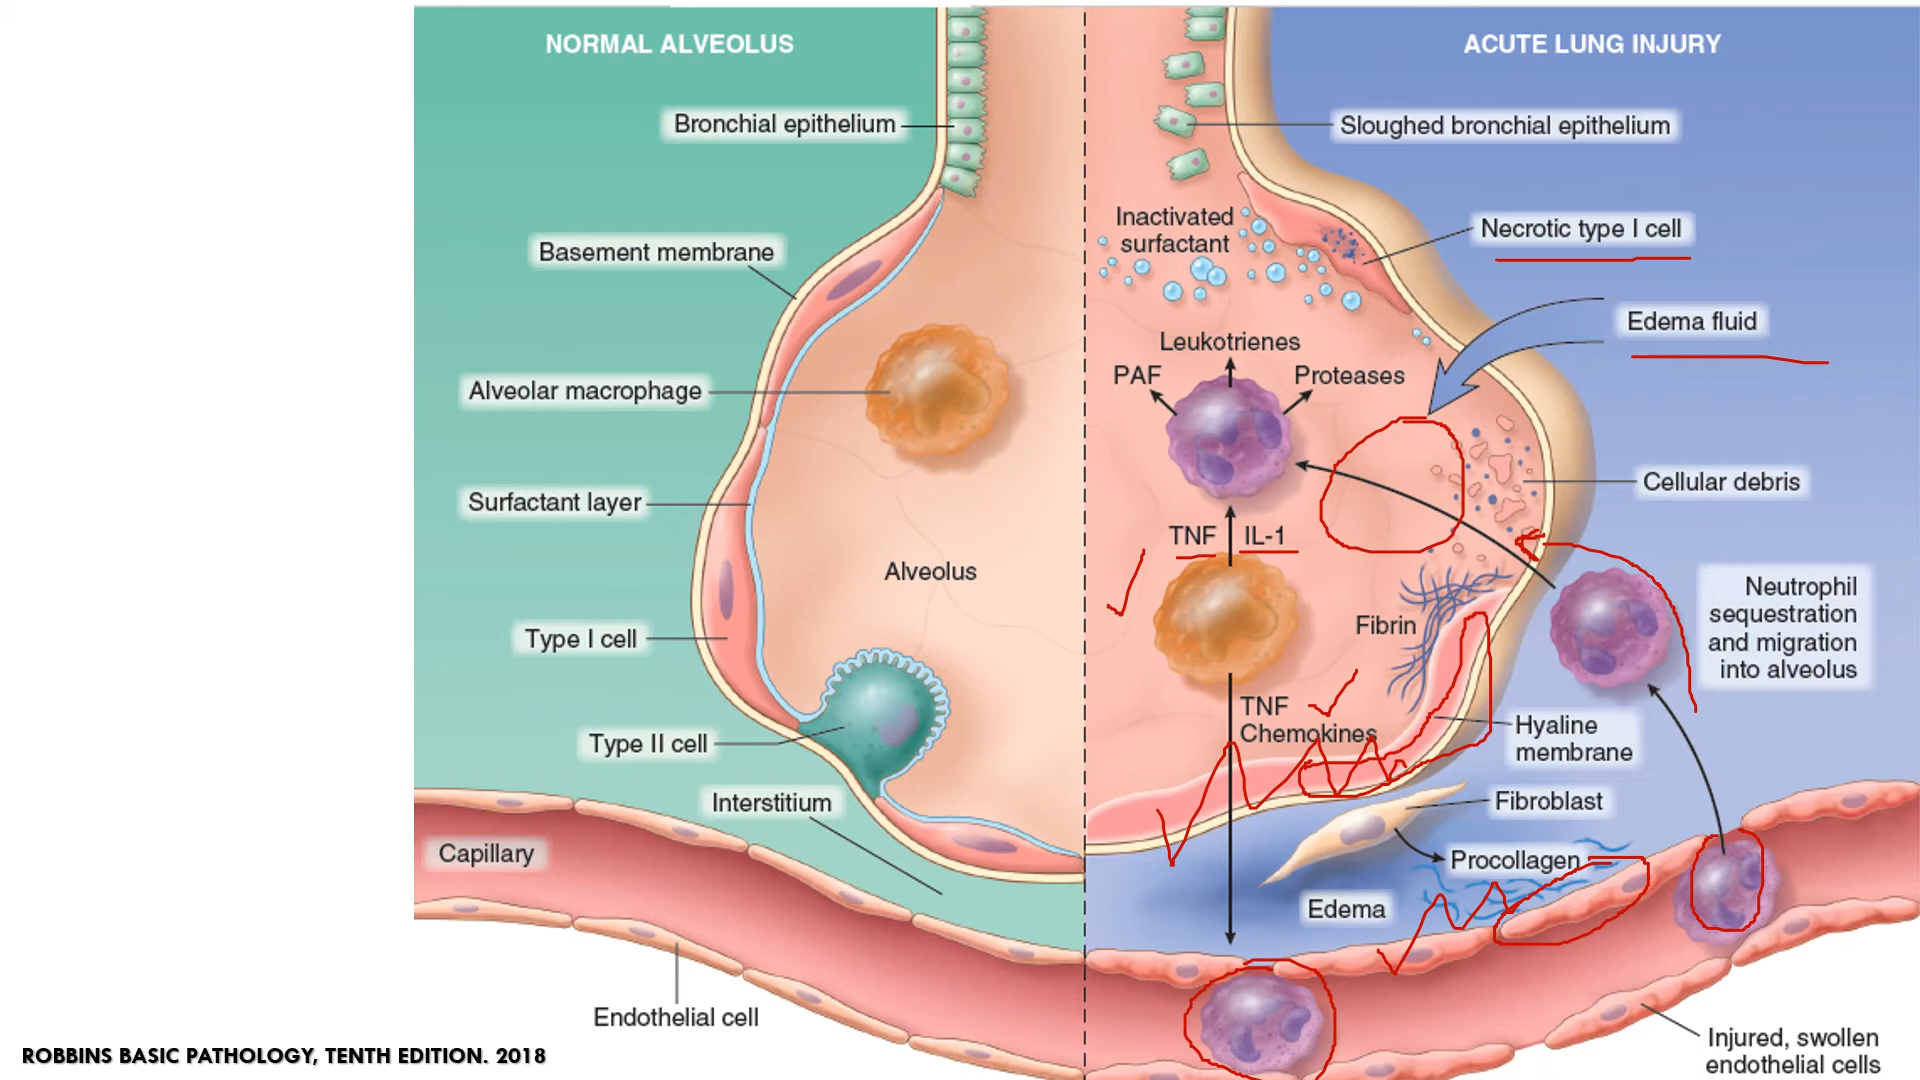 NORMAL ALVEOLUS
Bronchial epithelium
Basement membrane
Alveolar macrophage
Surfactant layer
Alveolus
Type I cell
Type II cell
Interstitium
Capillary
Endothelial cell
ACUTE LUNG INJURY
Sloughed bronchial epithelium
Inactivated
surfactant
Necrotic type I cell
Edema fluid
Leukotrienes
PAF
Proteases
Cellular debris
TNF
IL-1
Neutrophil
sequestration
and migration
into alveolus
Fibrin
TNF
Chemokines
Hyaline
membrane
Fibroblast
Procollagen
Edema
Injured, swollen
endothelial cells
ROBBINS BASIC PATHOLOGY, TENTH EDITION. 2018